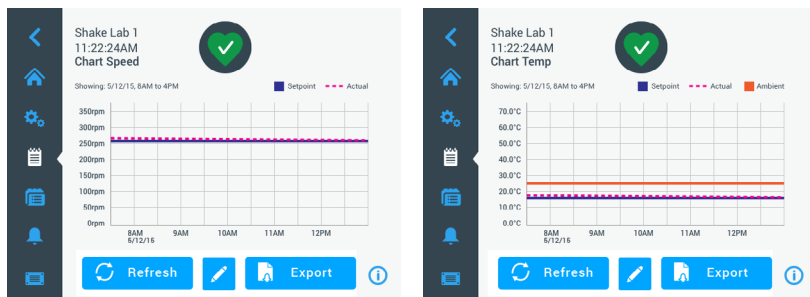 Shake Lab 1
11:22:24AM
Chart Speed
Showing: 5/12/15, 8AM to 4PM
Setpoint
Actual
350rpm
300rpm
250rpm
200rpm
150rpm
100rpm
50rpm
0rpm
8AM 9AM 10AM 11AM 12PM
5/12/15
Refresh
Export
Shake Lab 1
11:22:24AM
Chart Temp
Showing: 5/12/15, 8AM to 4PM
Setpoint
Actual
Ambient
70.0°C
60.0°C
50.0°C
40.0°C
30.0°C
20.0°C
10.0°C
0.0°C
8AM 9AM 10AM 11AM 12PM
5/12/15
Refresh
Export